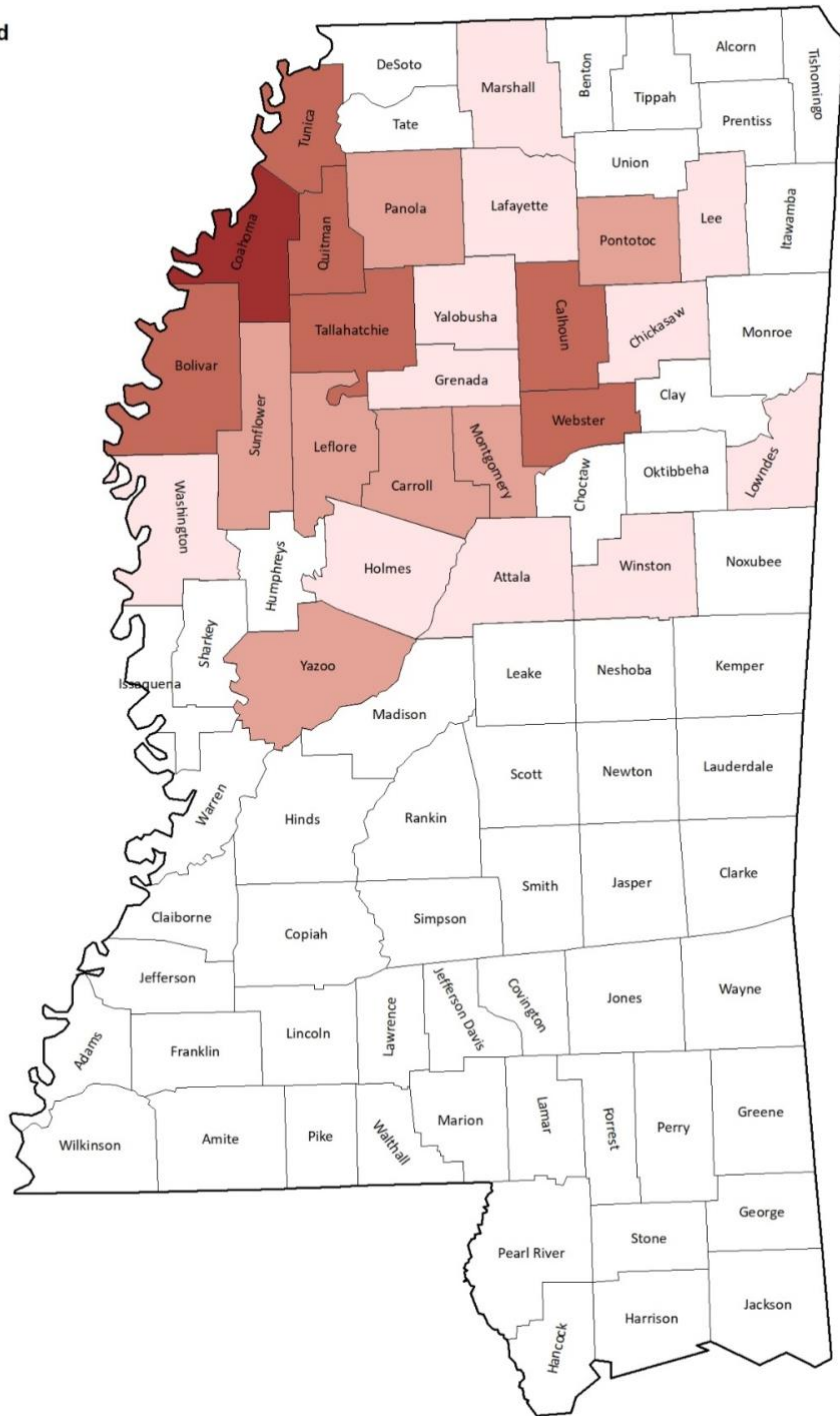 d
DeSoto
Marshall
Benton
Tippah
Alcorn
Tishomingo
Tate
Prentiss
Tunica
Union
Panola
Lafayette
Pontotoc
Lee
Itawamba
Coahoma
Quitman
Tallahatchie
Yalobusha
Calhoun
Chickasaw
Monroe
Bolivar
Sunflower
Grenada
Clay
Leflore
Webster
Carroll
Montgomery
Choctaw
Oktibbeha
Lowndes
Washington
Humphreys
Holmes
Attala
Winston
Noxubee
Sharkey
Issaquena
Yazoo
Leake
Neshoba
Kemper
Madison
Warren
Hinds
Rankin
Scott
Newton
Lauderdale
Claiborne
Copiah
Simpson
Smith
Jasper
Clarke
Jefferson
Adams
Franklin
Lincoln
Lawrence
Jefferson Davis
Covington
Jones
Wayne
Wilkinson
Amite
Pike
Walthall
Marion
Lamar
Forrest
Perry
Greene
Pearl River
Stone
George
Hancock
Harrison
Jackson